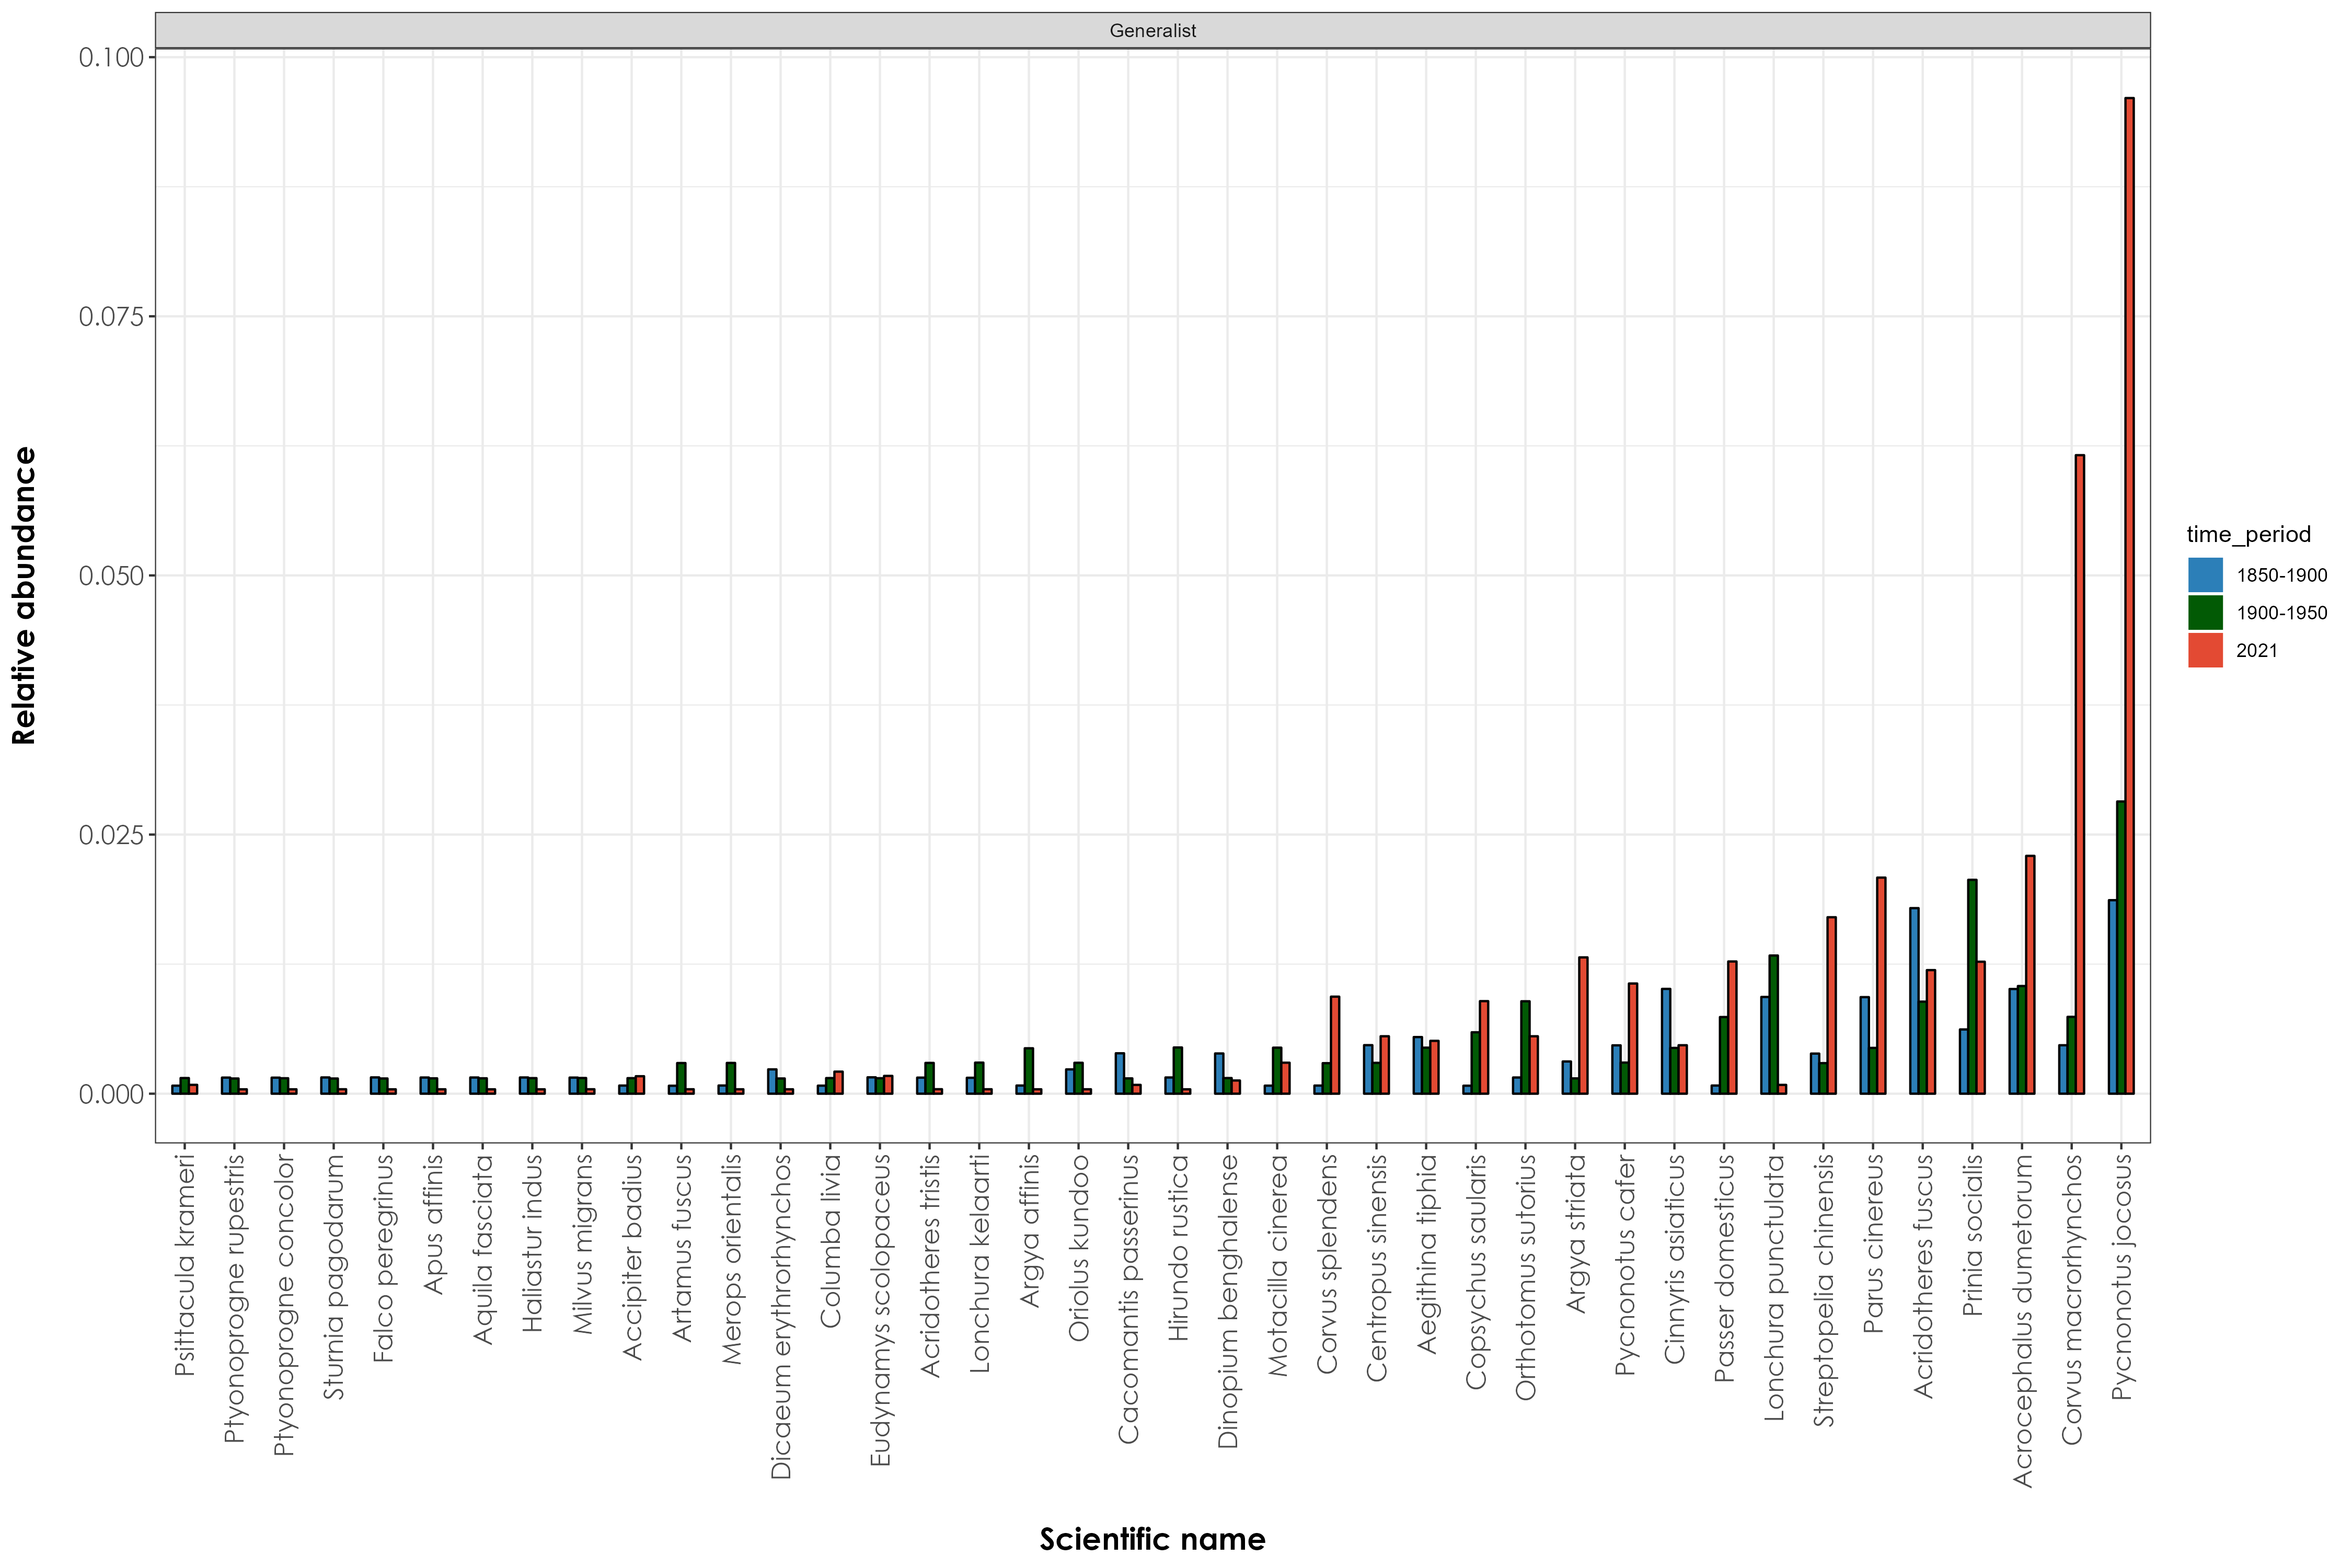 Generalist
0.100
0.075
0.050
0.025
0.000
Relative abundance
time_period
1850-1900
1900-1950
2021
Psittacula krameri
Ptyonoprogne rupestris
Ptyonoprogne concolor
Sturnia pagodarum
Falco peregrinus
Apus affinis
Aquila fasciata
Haliastur indus
Milvus migrans
Accipiter badius
Artamus fuscus
Merops orientalis
Dicaeum erythrorhynchos
Columba livia
Eudynamys scolopaceus
Acridotheres tristis
Lonchura kelaarti
Argya affinis
Oriolus kundoo
Cacomantis passerinus
Hirundo rustica
Dinopium benghalense
Motacilla cinerea
Corvus splendens
Centropus sinensis
Aegithina tiphia
Copsychus saularis
Orthotomus sutorius
Argya striata
Pycnonotus cafer
Cinnyris asiaticus
Passer domesticus
Lonchura punctulata
Streptopelia chinensis
Parus cinereus
Acridotheres fuscus
Prinia socialis
Acrocephalus dumetorum
Corvus macrorhynchos
Pycnonotus jocosus
Scientific name